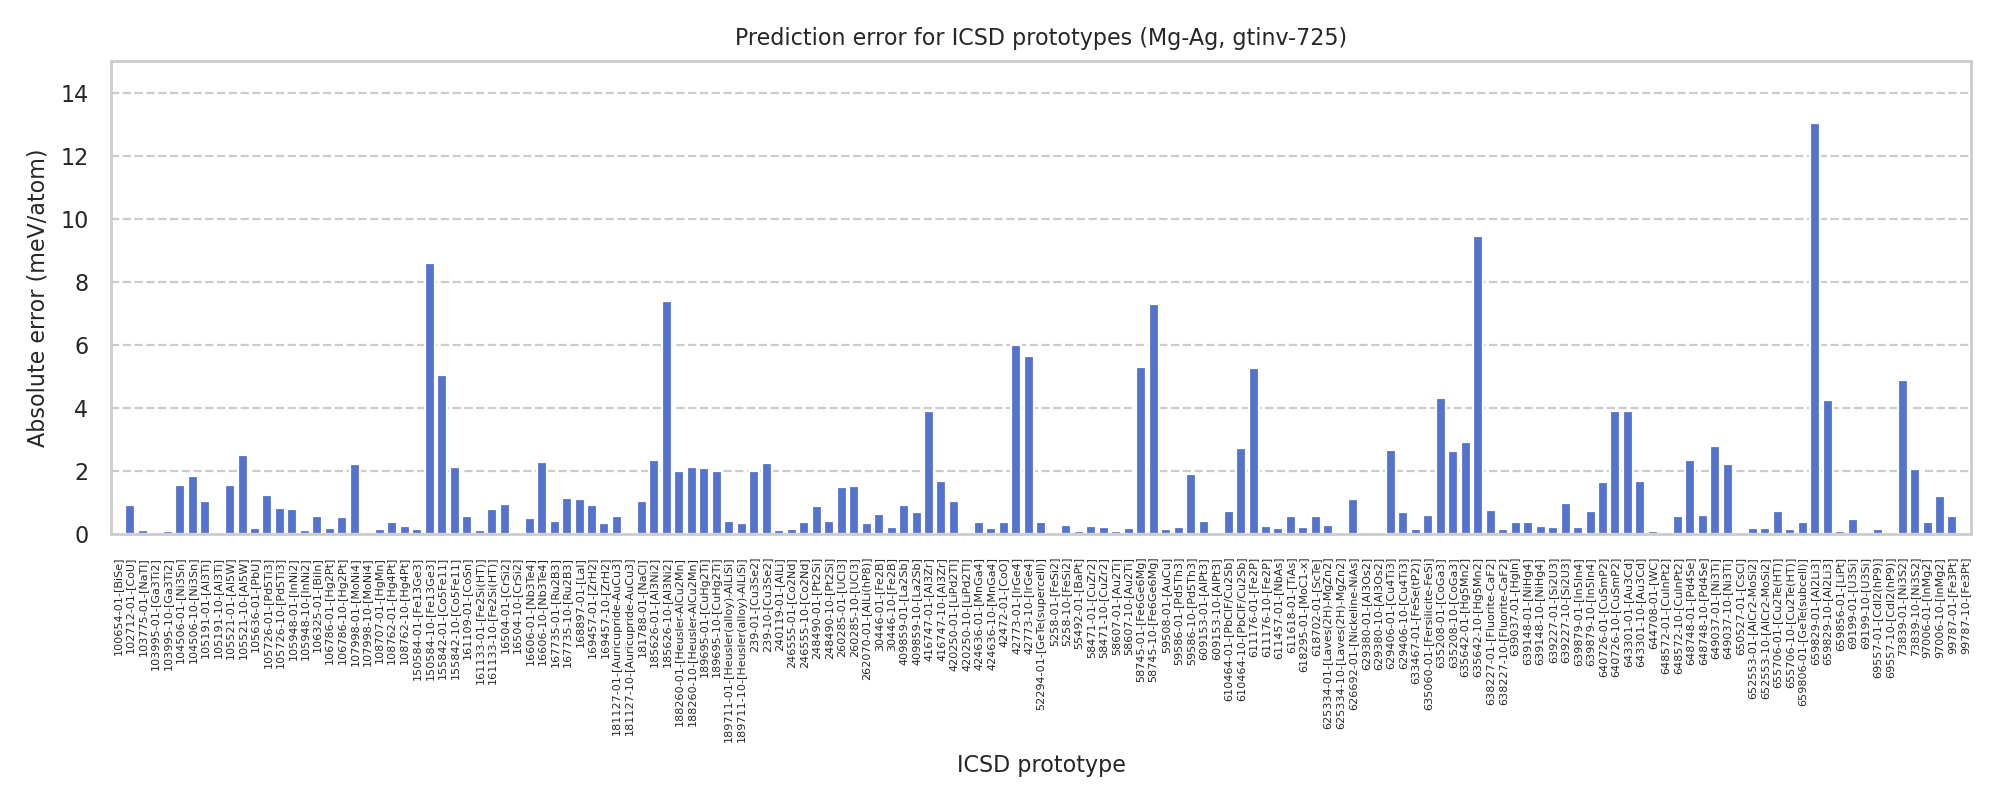 Prediction error for ICSD prototypes (Mg-Ag, gtinv-725)
Absolute error (meV/atom)
14
12
10
8
6
4
2
0
100654-01-[BiSe]
102712-01-[CoU]
103775-01-[NaTl]
103995-01-[Ga3Ti2]
103995-10-[Ga3Ti2]
104506-01-[Ni3Sn]
104506-10-[Ni3Sn]
105191-01-[Al3Ti]
105191-10-[Al3Ti]
105521-01-[Al5W]
105521-10-[Al5W]
105636-01-[PbU]
105726-01-[Pd5Ti3]
105726-10-[Pd5Ti3]
105948-01-[InNi2]
105948-10-[InNi2]
106325-01-[BiIn]
106786-01-[Hg2Pt]
106786-10-[Hg2Pt]
107998-01-[MoNi4]
107998-10-[MoNi4]
108707-01-[HgMn]
108762-01-[Hg4Pt]
108762-10-[Hg4Pt]
150584-01-[Fe13Ge3]
150584-10-[Fe13Ge3]
155842-01-[Co5Fe11]
155842-10-[Co5Fe11]
161109-01-[CoSn]
161133-01-[Fe2Si(HT)]
161133-10-[Fe2Si(HT)]
16504-01-[CrSi2]
16504-10-[CrSi2]
166006-01-[Nb3Te4]
166006-10-[Nb3Te4]
167735-01-[Ru2B3]
167735-10-[Ru2B3]
168897-01-[LaI]
169457-01-[ZrH2]
169457-10-[ZrH2]
181127-01-[Auricupride-AuCu3]
181127-10-[Auricupride-AuCu3]
181788-01-[NaCl]
185626-01-[Al3Ni2]
185626-10-[Al3Ni2]
188260-01-[Heusler-AlCu2Mn]
188260-10-[Heusler-AlCu2Mn]
189695-01-[CuHg2Ti]
189695-10-[CuHg2Ti]
189711-01-[Heusler(alloy)-AlLiSi]
189711-10-[Heusler(alloy)-AlLiSi]
239-01-[Cu3Se2]
239-10-[Cu3Se2]
240119-01-[AlLi]
246555-01-[Co2Nd]
246555-10-[Co2Nd]
248490-01-[Pt2Si]
248490-10-[Pt2Si]
260285-01-[UCl3]
260285-10-[UCl3]
262070-01-[AlLi(hP8)]
30446-01-[Fe2B]
30446-10-[Fe2B]
409859-01-[La2Sb]
409859-10-[La2Sb]
416747-01-[Al3Zr]
416747-10-[Al3Zr]
420250-01-[LiPd2Tl]
420250-10-[LiPd2Tl]
424636-01-[MnGa4]
424636-10-[MnGa4]
42472-01-[CoO]
42773-01-[IrGe4]
42773-10-[IrGe4]
52294-01-[GeTe(supercell)]
5258-01-[FeSi2]
5258-10-[FeSi2]
55492-01-[BaPt]
58471-01-[CuZr2]
58471-10-[CuZr2]
58607-01-[Au2Ti]
58607-10-[Au2Ti]
58745-01-[Fe6Ge6Mg]
58745-10-[Fe6Ge6Mg]
59508-01-[AuCu]
59586-01-[Pd5Th3]
59586-10-[Pd5Th3]
609153-01-[AlPt3]
609153-10-[AlPt3]
610464-01-[PbClF/Cu2Sb]
610464-10-[PbClF/Cu2Sb]
611176-01-[Fe2P]
611176-10-[Fe2P]
611457-01-[NbAs]
611618-01-[TiAs]
618295-01-[MoC1-x]
618702-01-[ScTe]
625334-01-[Laves(2H)-MgZn2]
625334-10-[Laves(2H)-MgZn2]
626692-01-[Nickeline-NiAs]
629380-01-[Al3Os2]
629380-10-[Al3Os2]
629406-01-[Cu4Ti3]
629406-10-[Cu4Ti3]
633467-01-[FeSe(tP2)]
635060-01-[Fersilicite-FeSi]
635208-01-[CoGa3]
635208-10-[CoGa3]
635642-01-[Hg5Mn2]
635642-10-[Hg5Mn2]
638227-01-[Fluorite-CaF2]
638227-10-[Fluorite-CaF2]
639037-01-[HgIn]
639148-01-[NiHg4]
639148-10-[NiHg4]
639227-01-[Si2U3]
639227-10-[Si2U3]
639879-01-[In5In4]
639879-10-[In5In4]
640726-01-[CuSmP2]
640726-10-[CuSmP2]
643301-01-[Au3Cd]
643301-10-[Au3Cd]
644708-01-[WC]
648572-01-[CuInPt2]
648572-10-[CuInPt2]
648748-01-[Pd4Se]
648748-10-[Pd4Se]
649037-01-[Ni3Ti]
649037-10-[Ni3Ti]
650527-01-[CsCl]
652553-01-[AlCr2-MoSi2]
652553-10-[AlCr2-MoSi2]
655706-01-[Cu2Te(HT)]
655706-10-[Cu2Te(HT)]
659806-01-[GeTe(subcell)]
659829-01-[Al2Li3]
659829-10-[Al2Li3]
659856-01-[LiPt]
69199-01-[U3Si]
69199-10-[U3Si]
69557-01-[CdI2(hP9)]
69557-10-[CdI2(hP9)]
73839-01-[Ni3S2]
73839-10-[Ni3S2]
97006-01-[InMg2]
97006-10-[InMg2]
99787-01-[Fe3Pt]
99787-10-[Fe3Pt]
ICSD prototype